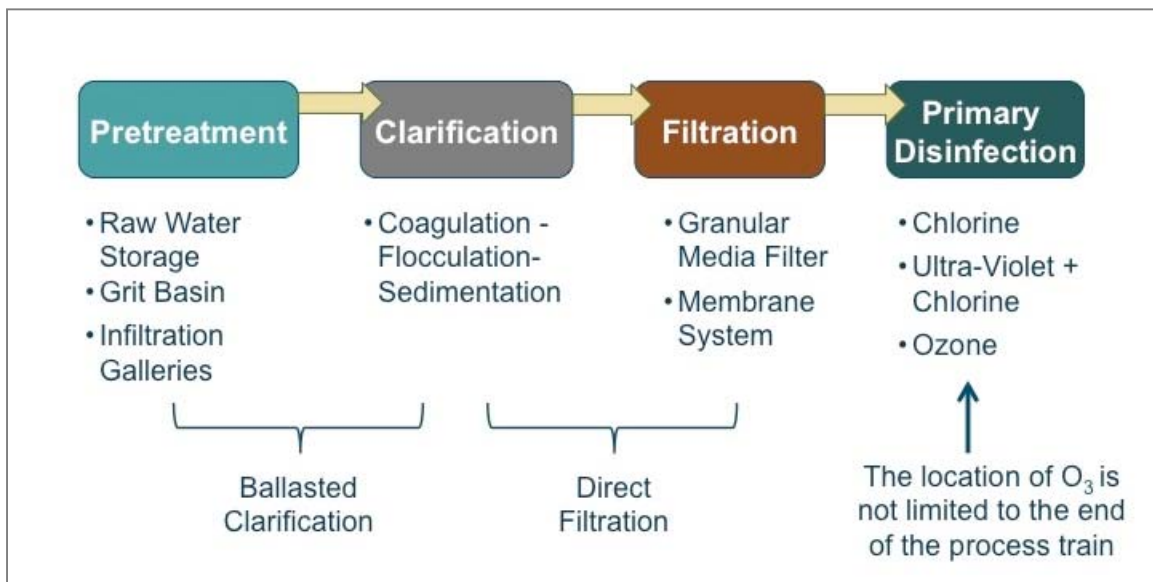 Pretreatment
Clarification
Filtration
Primary
Disinfection
• Raw Water
Storage
• Grit Basin
• Infiltration
Galleries
• Coagulation -
Flocculation-
Sedimentation
• Granular
Media Filter
• Membrane
System
• Chlorine
• Ultra-Violet +
Chlorine
• Ozone
Ballasted
Clarification
Direct
Filtration
The location of O₃ is
not limited to the end
of the process train